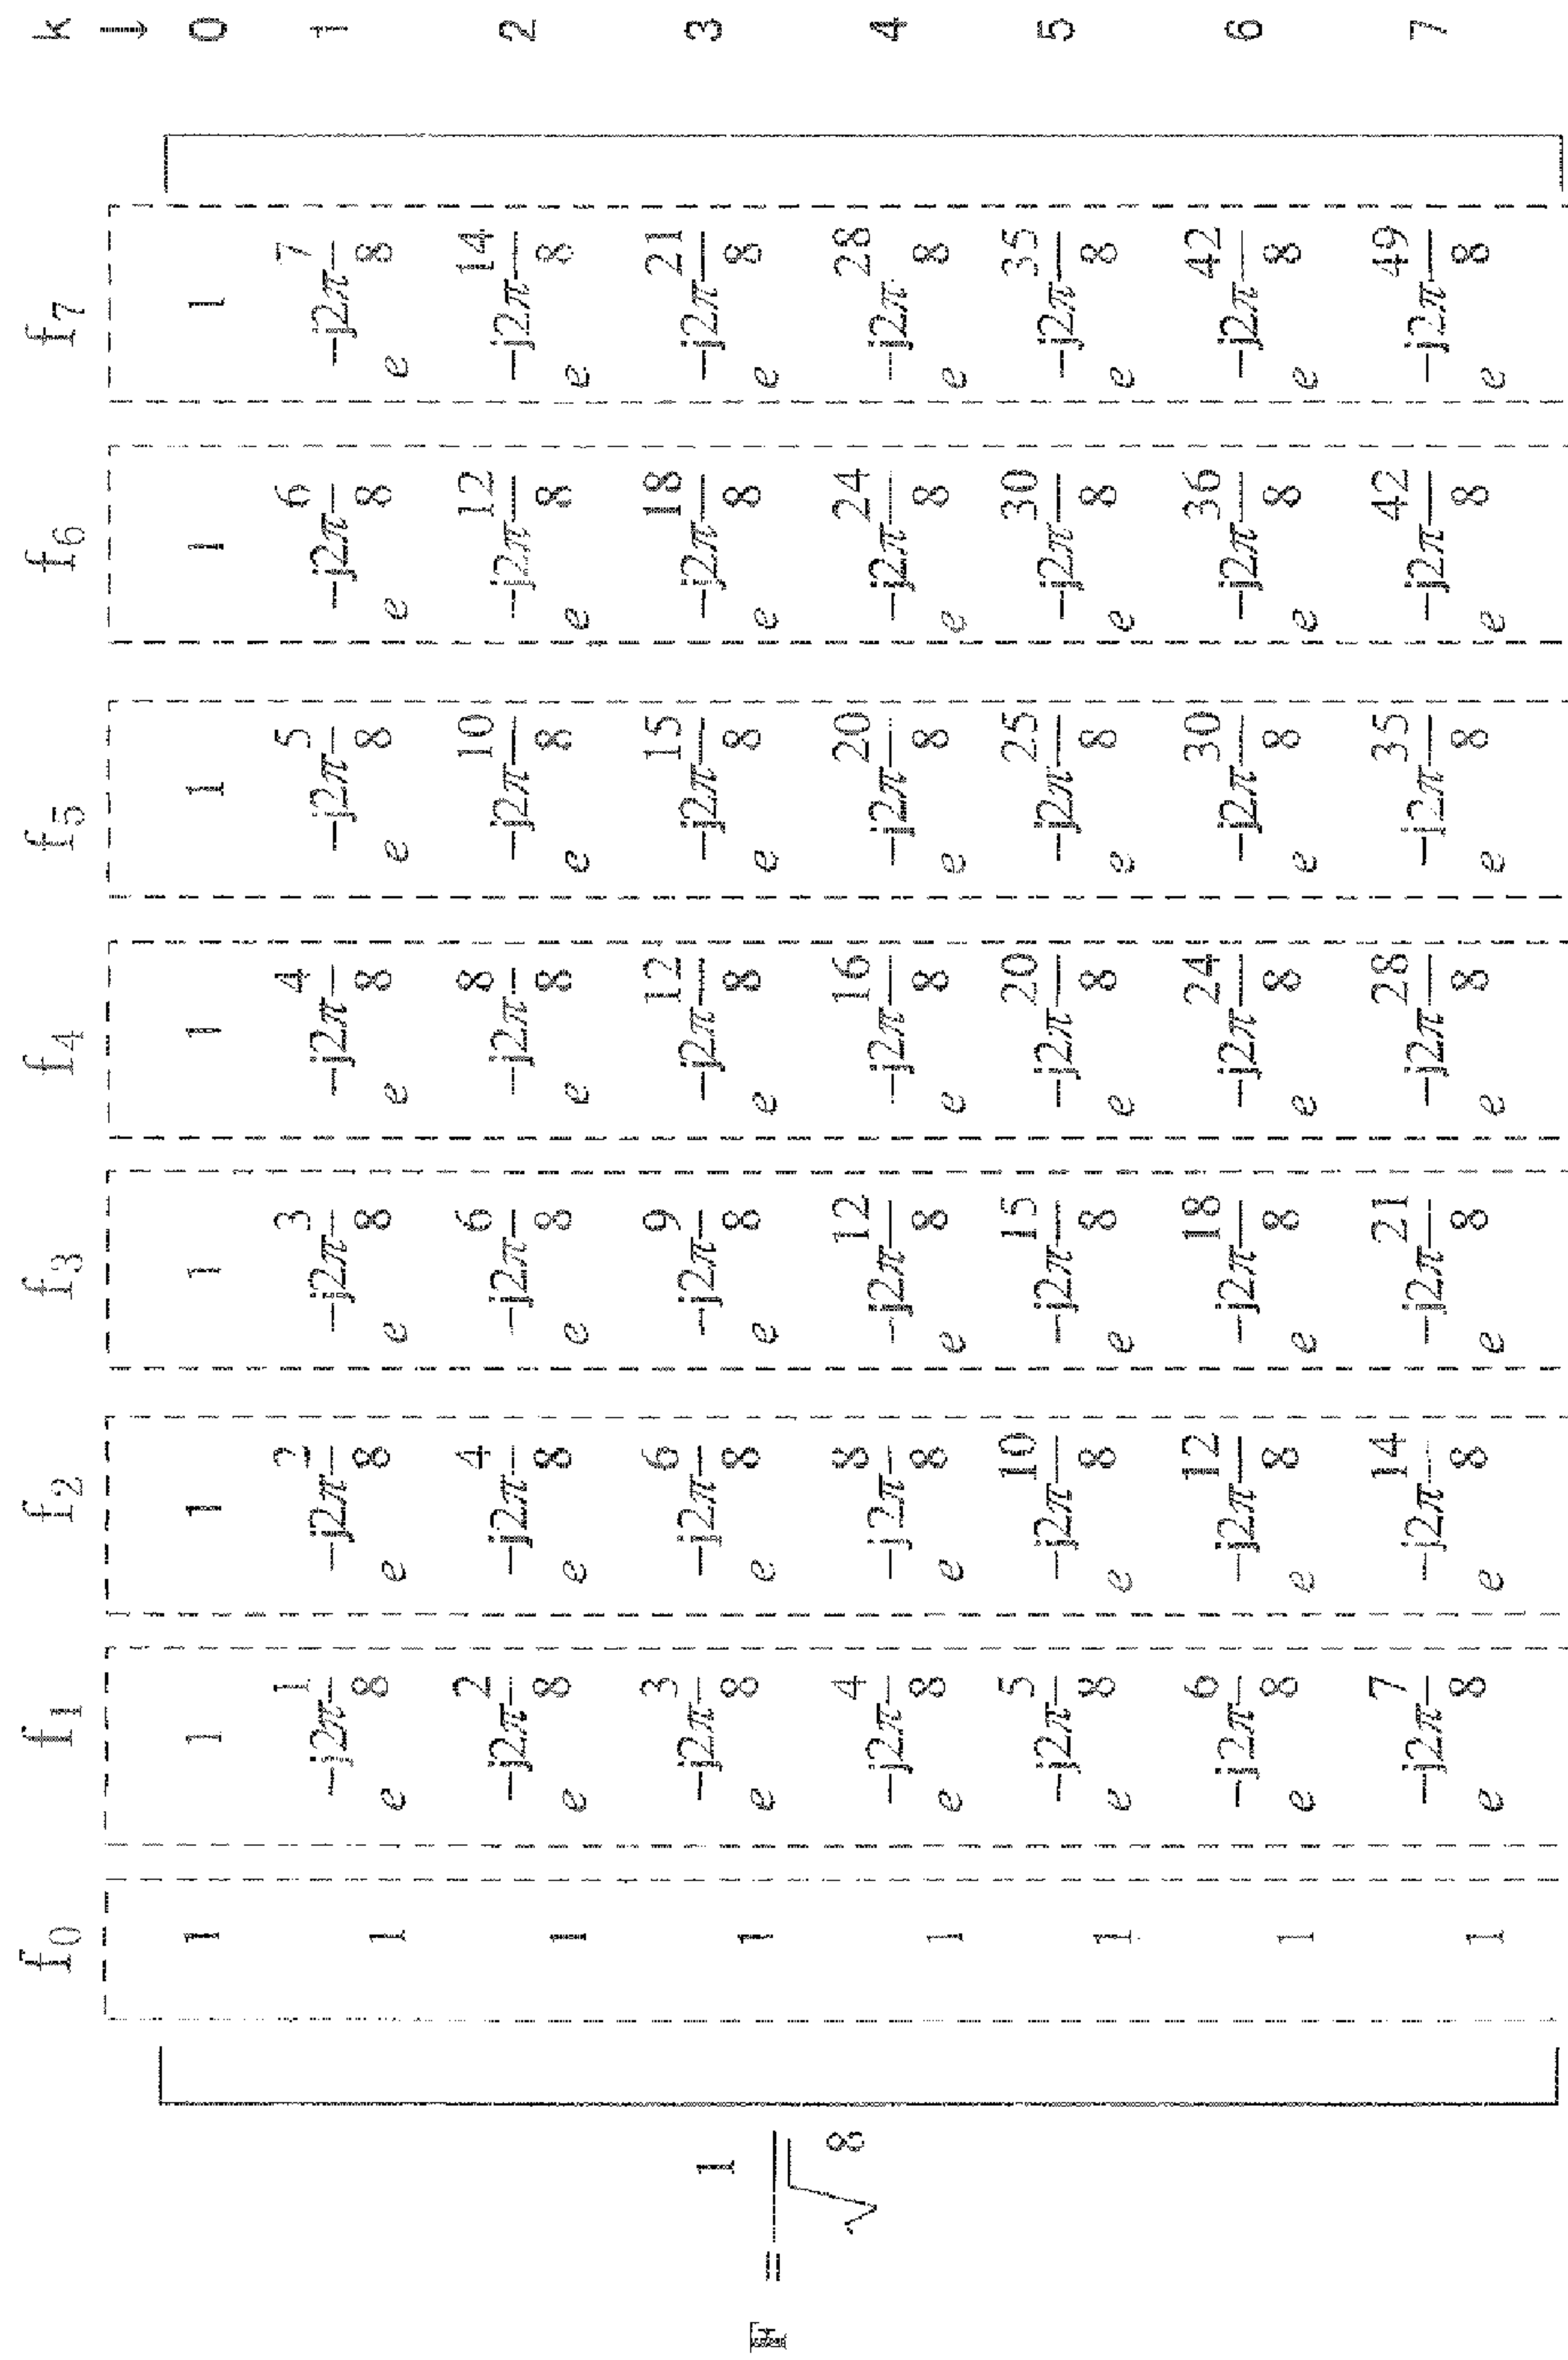 f₀ f₁ f₂ f₃ f₄ f₅ f₆ f₇ k ↓
1 1 1 1 1 1 1 1 0
1 e^{-j2π 1/8} e^{-j2π 2/8} e^{-j2π 3/8} e^{-j2π 4/8} e^{-j2π 5/8} e^{-j2π 6/8} e^{-j2π 7/8} 1
1 e^{-j2π 2/8} e^{-j2π 4/8} e^{-j2π 6/8} e^{-j2π 8/8} e^{-j2π 10/8} e^{-j2π 12/8} e^{-j2π 14/8} 2
F = 1/√8 1 e^{-j2π 3/8} e^{-j2π 6/8} e^{-j2π 9/8} e^{-j2π 12/8} e^{-j2π 15/8} e^{-j2π 18/8} e^{-j2π 21/8} 3
1 e^{-j2π 4/8} e^{-j2π 8/8} e^{-j2π 12/8} e^{-j2π 16/8} e^{-j2π 20/8} e^{-j2π 24/8} e^{-j2π 28/8} 4
1 e^{-j2π 5/8} e^{-j2π 10/8} e^{-j2π 15/8} e^{-j2π 20/8} e^{-j2π 25/8} e^{-j2π 30/8} e^{-j2π 35/8} 5
1 e^{-j2π 6/8} e^{-j2π 12/8} e^{-j2π 18/8} e^{-j2π 24/8} e^{-j2π 30/8} e^{-j2π 36/8} e^{-j2π 42/8} 6
1 e^{-j2π 7/8} e^{-j2π 14/8} e^{-j2π 21/8} e^{-j2π 28/8} e^{-j2π 35/8} e^{-j2π 42/8} e^{-j2π 49/8} 7